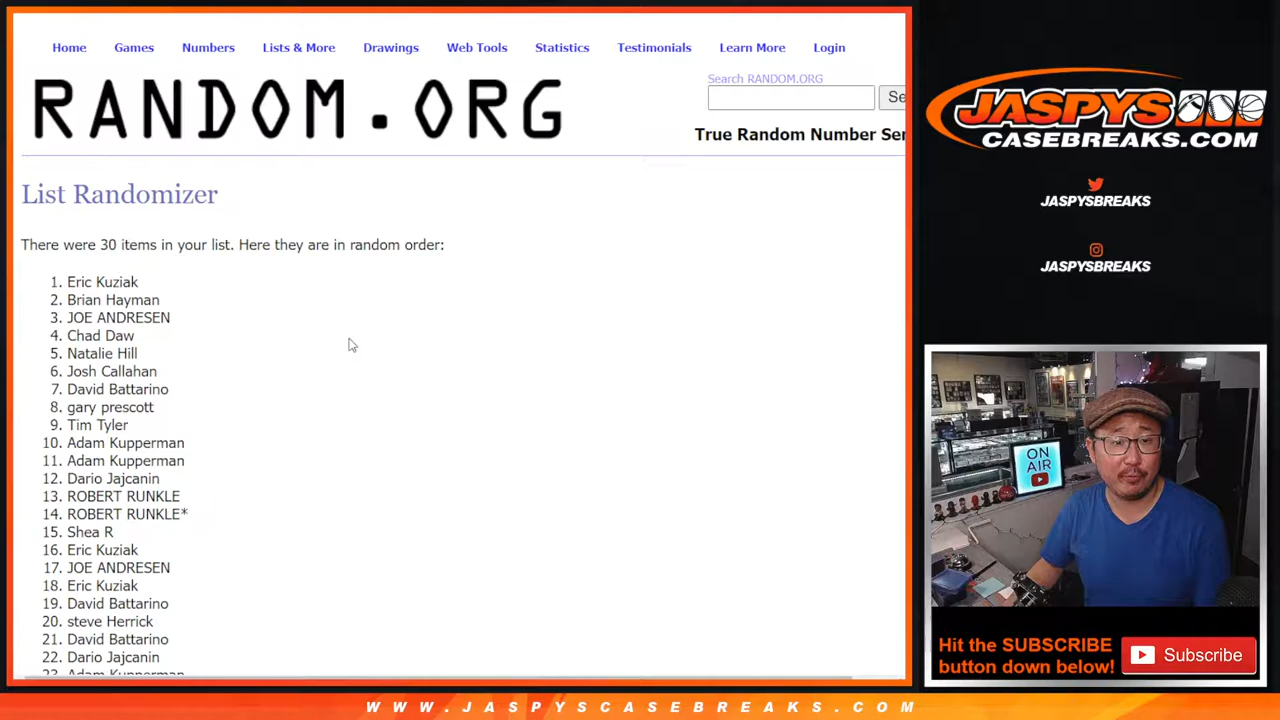 Home Games Numbers Lists & More Drawings Web Tools Statistics Testimonials Learn More Login
RANDOM.ORG
Search RANDOM.ORG
Se
True Random Number Ser
List Randomizer
There were 30 items in your list. Here they are in random order:
1. Eric Kuziak
2. Brian Hayman
3. JOE ANDRESEN
4. Chad Daw
5. Natalie Hill
6. Josh Callahan
7. David Battarino
8. gary prescott
9. Tim Tyler
10. Adam Kupperman
11. Adam Kupperman
12. Dario Jajcanin
13. ROBERT RUNKLE
14. ROBERT RUNKLE*
15. Shea R
16. Eric Kuziak
17. JOE ANDRESEN
18. Eric Kuziak
19. David Battarino
20. steve Herrick
21. David Battarino
22. Dario Jajcanin
23. Adam Kupperman
JASPYS
CASEBREAKS.COM
JASPYSBREAKS
JASPYSBREAKS
ON
AIR
Hit the SUBSCRIBE
button down below!
Subscribe
WWW.JASPYSCASEBREAKS.COM